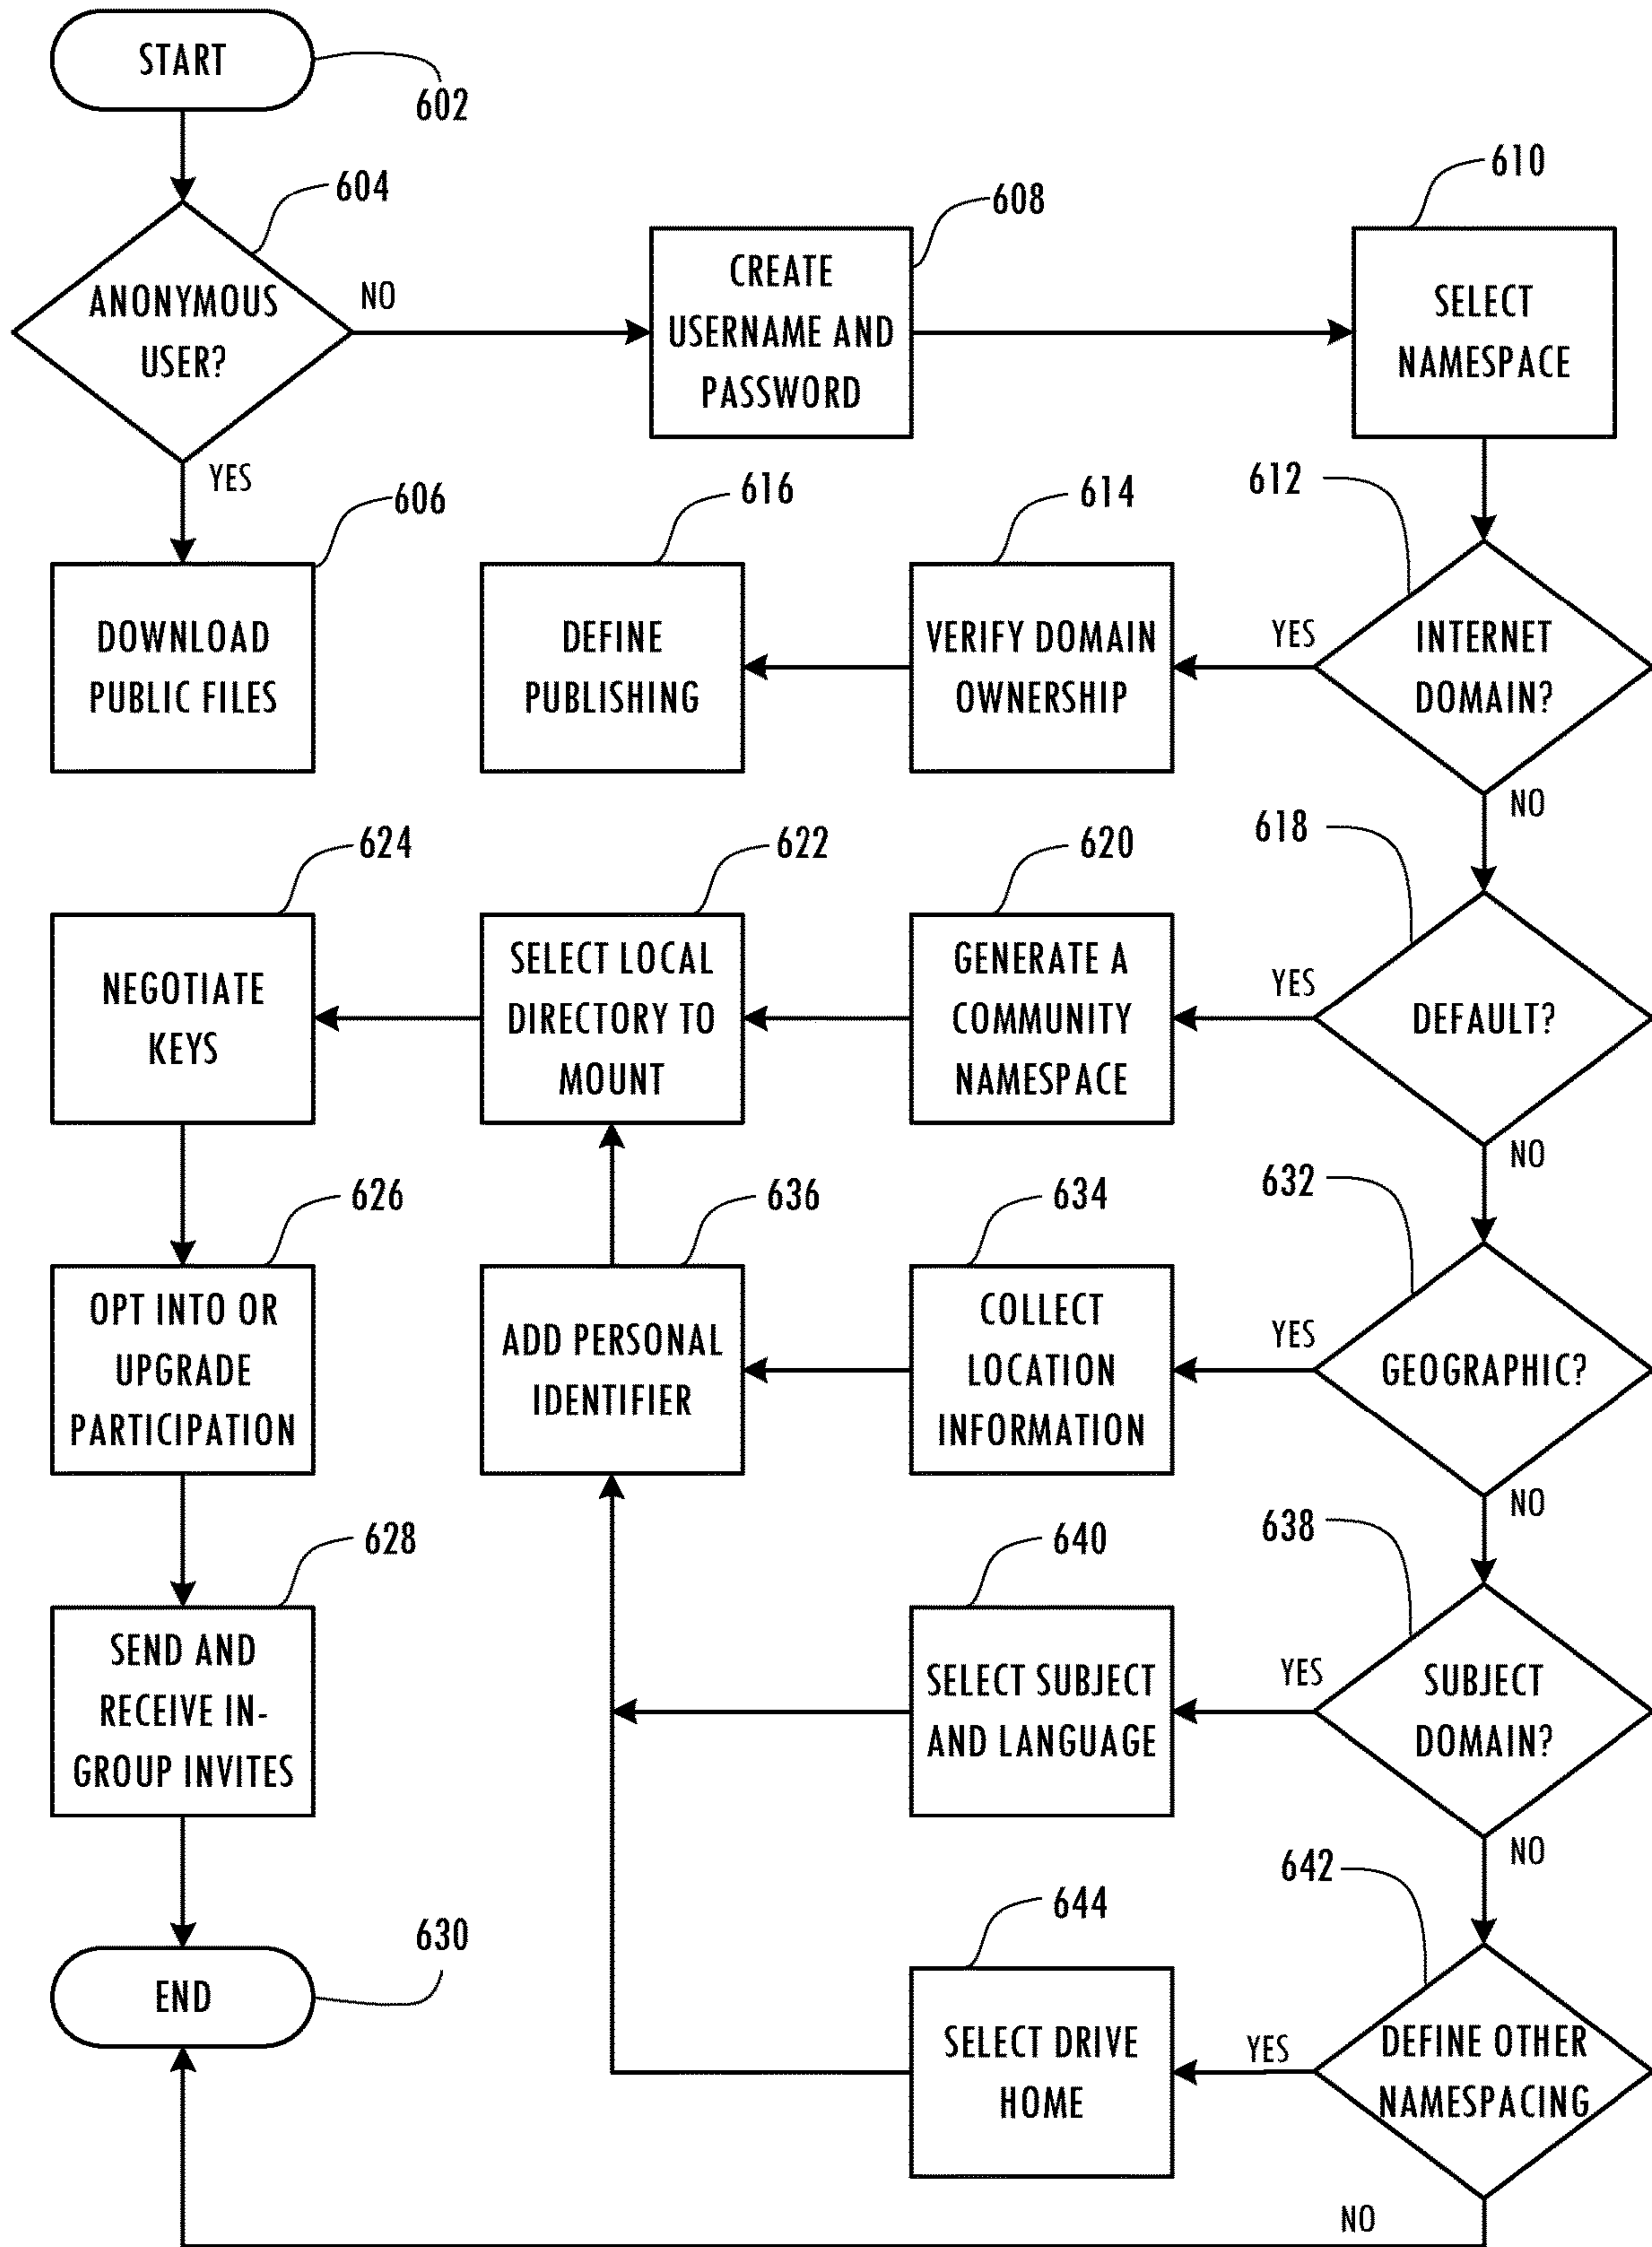 START
602
604
ANONYMOUS
USER?
NO
YES
608
CREATE
USERNAME AND
PASSWORD
610
SELECT
NAMESPACE
606
DOWNLOAD
PUBLIC FILES
616
DEFINE
PUBLISHING
614
VERIFY DOMAIN
OWNERSHIP
612
YES
INTERNET
DOMAIN?
NO
624
NEGOTIATE
KEYS
622
SELECT LOCAL
DIRECTORY TO
MOUNT
620
GENERATE A
COMMUNITY
NAMESPACE
618
YES
DEFAULT?
NO
626
OPT INTO OR
UPGRADE
PARTICIPATION
636
ADD PERSONAL
IDENTIFIER
634
COLLECT
LOCATION
INFORMATION
632
YES
GEOGRAPHIC?
NO
628
SEND AND
RECEIVE IN-
GROUP INVITES
640
SELECT SUBJECT
AND LANGUAGE
638
YES
SUBJECT
DOMAIN?
NO
630
END
644
SELECT DRIVE
HOME
642
YES
DEFINE OTHER
NAMESPACING
NO